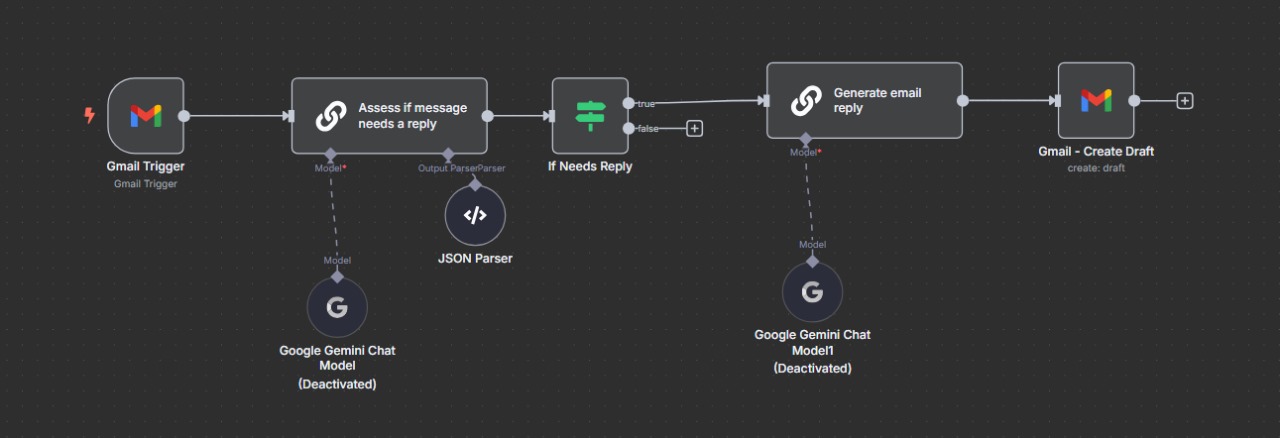 Gmail Trigger
Gmail Trigger
Assess if message
needs a reply
Model*
Output Parser
Parser
Model
Google Gemini Chat
Model
(Deactivated)
JSON Parser
If Needs Reply
true
false
Generate email
reply
Model*
Model
Google Gemini Chat
Model1
(Deactivated)
Gmail - Create Draft
create: draft